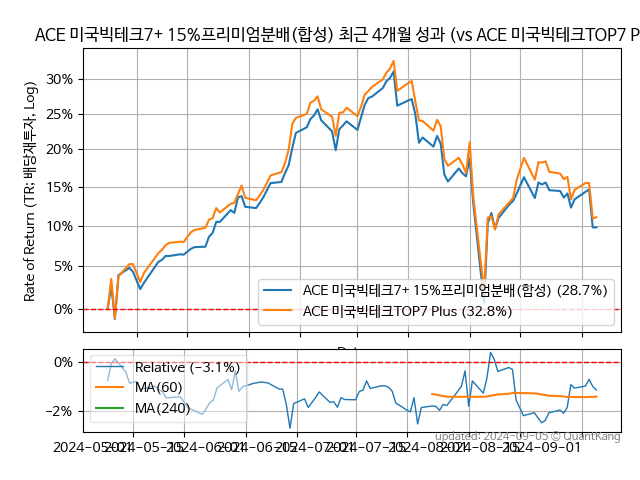 ACE 미국빅테크7+ 15%프리미엄분배(합성) 최근 4개월 성과 (vs ACE 미국빅테크TOP7 P
Rate of Return (TR: 배당재투자, Log)
30%
25%
20%
15%
10%
5%
0%
ACE 미국빅테크7+ 15%프리미엄분배(합성) (28.7%)
ACE 미국빅테크TOP7 Plus (32.8%)
0%
−2%
Relative (−3.1%)
MA(60)
MA(240)
updated: 2024-09-05 © QuantKang
2024-05-01
2024-05-15
2024-06-01
2024-06-15
2024-07-01
2024-07-15
2024-08-01
2024-08-15
2024-09-01